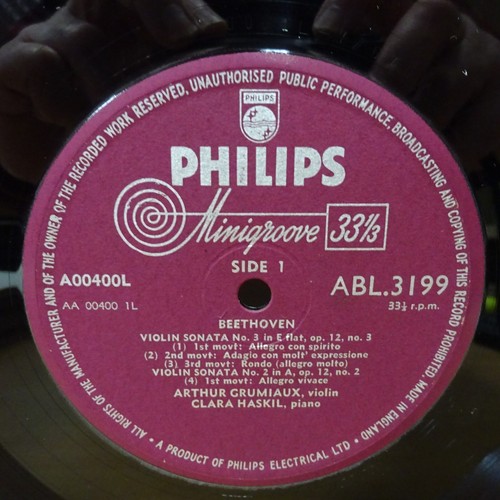 ALL RIGHTS OF THE MANUFACTURER AND OF THE OWNER OF THE RECORDED WORK RESERVED, UNAUTHORISED PUBLIC PERFORMANCE, BROADCASTING AND COPYING OF THIS RECORD PROHIBITED MADE IN ENGLAND
PHILIPS
PHILIPS
Minigroove 33⅓
SIDE 1
A00400L
ABL.3199
AA 00400 1L
33⅓ r.p.m.
BEETHOVEN
VIOLIN SONATA No. 3 in E flat, op. 12, no. 3
(1) 1st movt: Allegro con spirito
(2) 2nd movt: Adagio con molt' expressione
(3) 3rd movt: Rondo (allegro molto)
VIOLIN SONATA No. 2 in A, op. 12, no. 2
(4) 1st movt: Allegro vivace
ARTHUR GRUMIAUX, violin
CLARA HASKIL, piano
• A PRODUCT OF PHILIPS ELECTRICAL LTD •